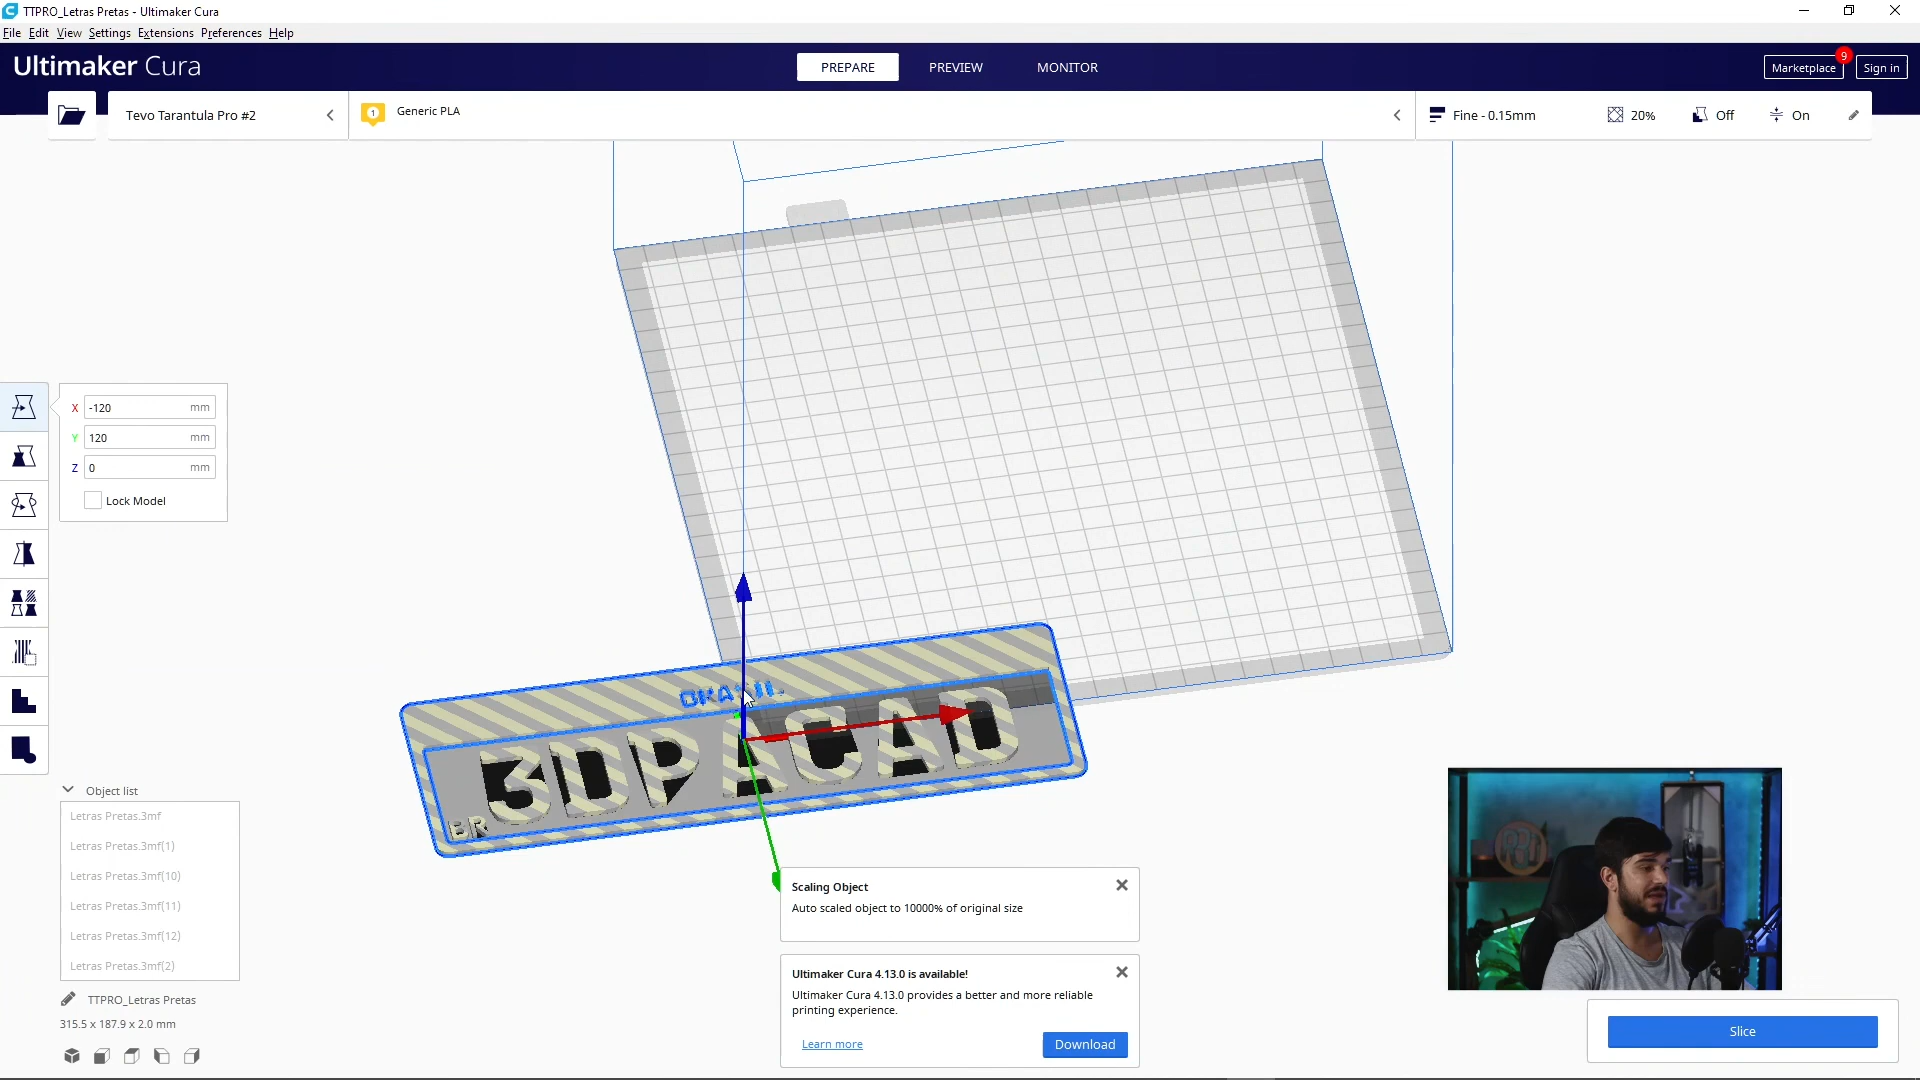 TTPRO_Letras Pretas - Ultimaker Cura
File Edit View Settings Extensions Preferences Help
Ultimaker Cura
PREPARE
PREVIEW
MONITOR
Marketplace
9
Sign in
Tevo Tarantula Pro #2
1
Generic PLA
Fine - 0.15mm
20%
Off
On
X -120 mm
Y 120 mm
Z 0 mm
Lock Model
3DP ACAD
BR
Object list
Letras Pretas.3mf
Letras Pretas.3mf(1)
Letras Pretas.3mf(10)
Letras Pretas.3mf(11)
Letras Pretas.3mf(12)
Letras Pretas.3mf(2)
TTPRO_Letras Pretas
315.5 x 187.9 x 2.0 mm
Scaling Object
Auto scaled object to 10000% of original size
Ultimaker Cura 4.13.0 is available!
Ultimaker Cura 4.13.0 provides a better and more reliable
printing experience.
Learn more
Download
Slice